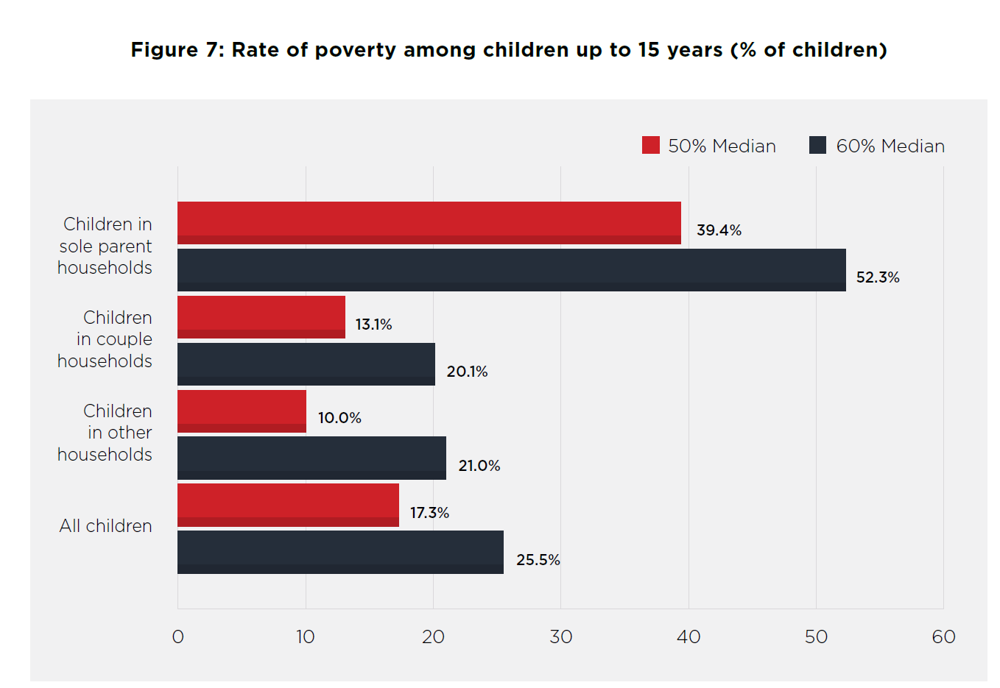 Figure 7: Rate of poverty among children up to 15 years (% of children)
50% Median
60% Median
Children in
sole parent
households
39.4%
52.3%
Children
in couple
households
13.1%
20.1%
Children
in other
households
10.0%
21.0%
All children
17.3%
25.5%
0 10 20 30 40 50 60